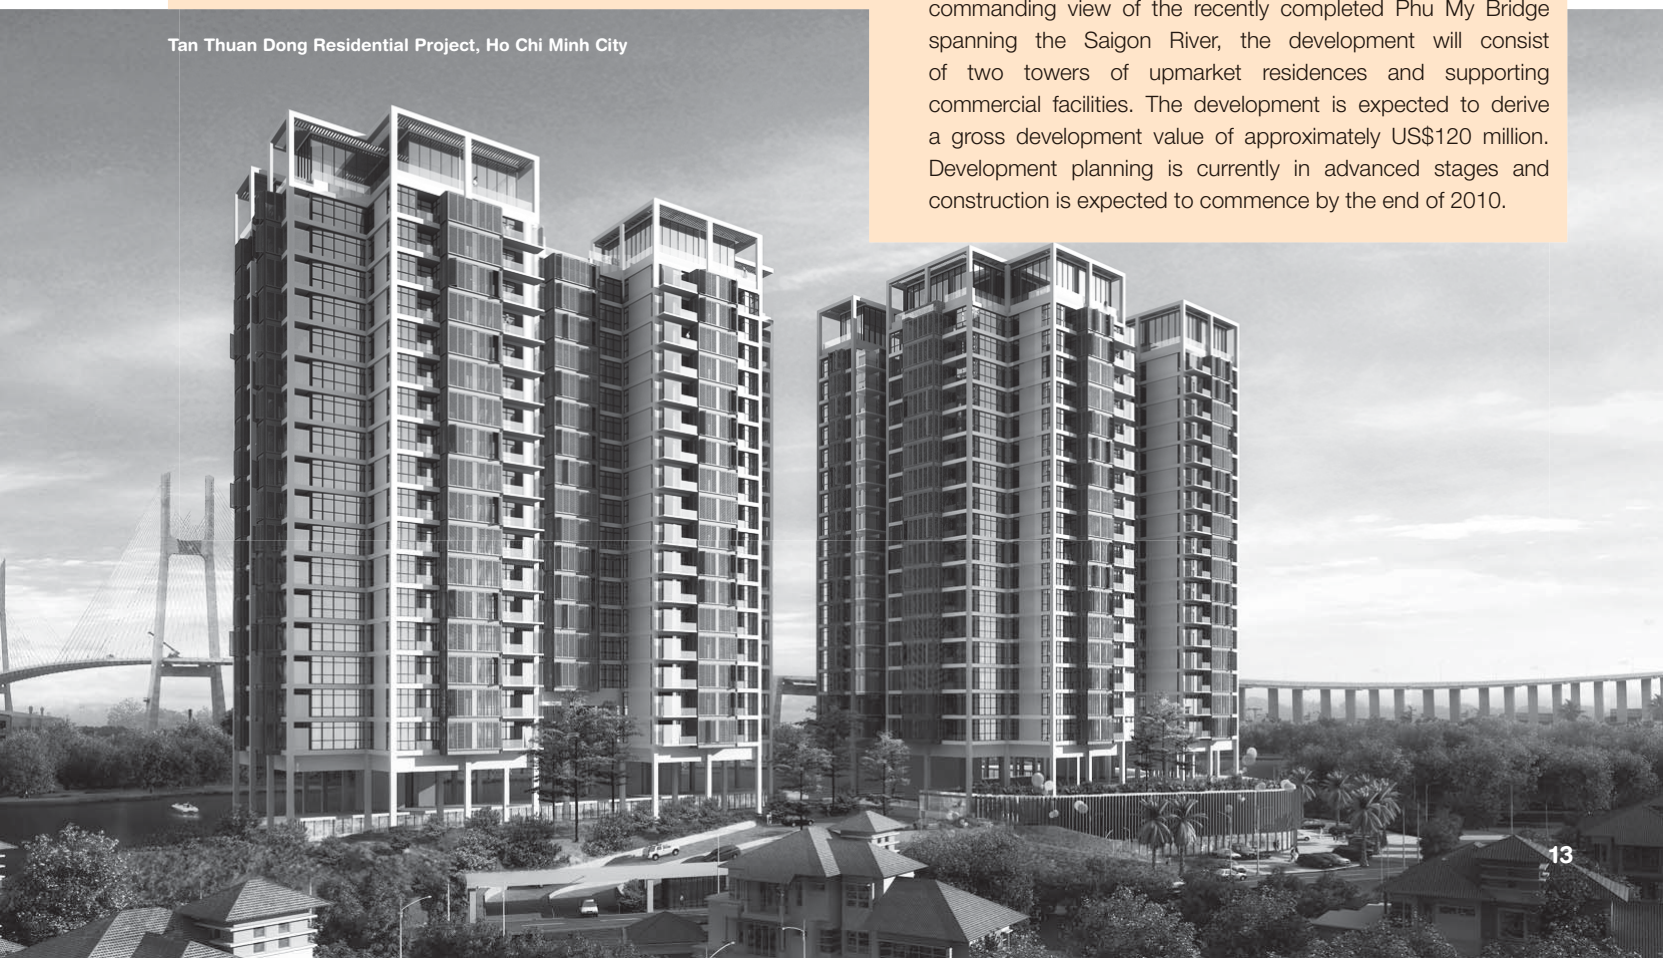 Tan Thuan Dong Residential Project, Ho Chi Minh City
commanding view of the recently completed Phu My Bridge
spanning the Saigon River, the development will consist
of two towers of upmarket residences and supporting
commercial facilities. The development is expected to derive
a gross development value of approximately US$120 million.
Development planning is currently in advanced stages and
construction is expected to commence by the end of 2010.
13